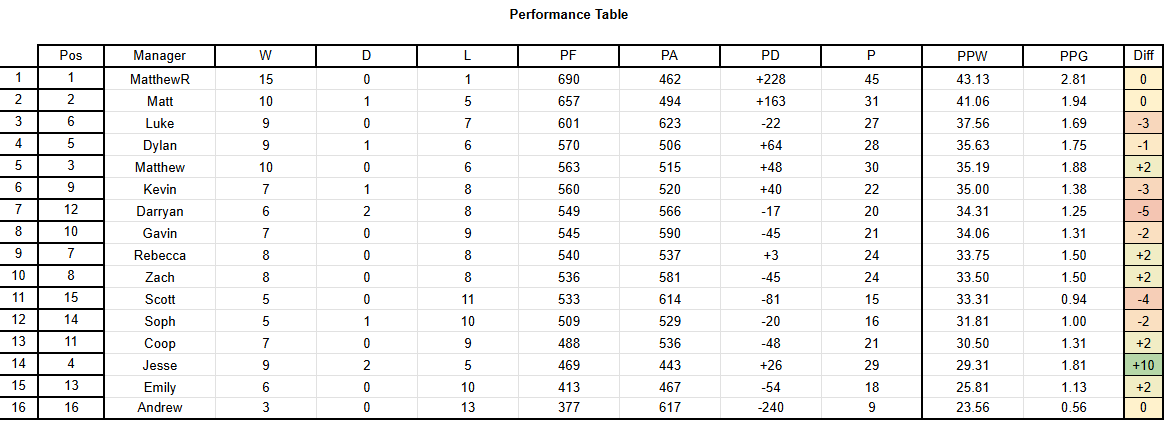 Performance Table
Pos Manager W D L PF PA PD P PPW PPG Diff
1 1 MatthewR 15 0 1 690 462 +228 45 43.13 2.81 0
2 2 Matt 10 1 5 657 494 +163 31 41.06 1.94 0
3 6 Luke 9 0 7 601 623 -22 27 37.56 1.69 -3
4 5 Dylan 9 1 6 570 506 +64 28 35.63 1.75 -1
5 3 Matthew 10 0 6 563 515 +48 30 35.19 1.88 +2
6 9 Kevin 7 1 8 560 520 +40 22 35.00 1.38 -3
7 12 Darryan 6 2 8 549 566 -17 20 34.31 1.25 -5
8 10 Gavin 7 0 9 545 590 -45 21 34.06 1.31 -2
9 7 Rebecca 8 0 8 540 537 +3 24 33.75 1.50 +2
10 8 Zach 8 0 8 536 581 -45 24 33.50 1.50 +2
11 15 Scott 5 0 11 533 614 -81 15 33.31 0.94 -4
12 14 Soph 5 1 10 509 529 -20 16 31.81 1.00 -2
13 11 Coop 7 0 9 488 536 -48 21 30.50 1.31 +2
14 4 Jesse 9 2 5 469 443 +26 29 29.31 1.81 +10
15 13 Emily 6 0 10 413 467 -54 18 25.81 1.13 +2
16 16 Andrew 3 0 13 377 617 -240 9 23.56 0.56 0